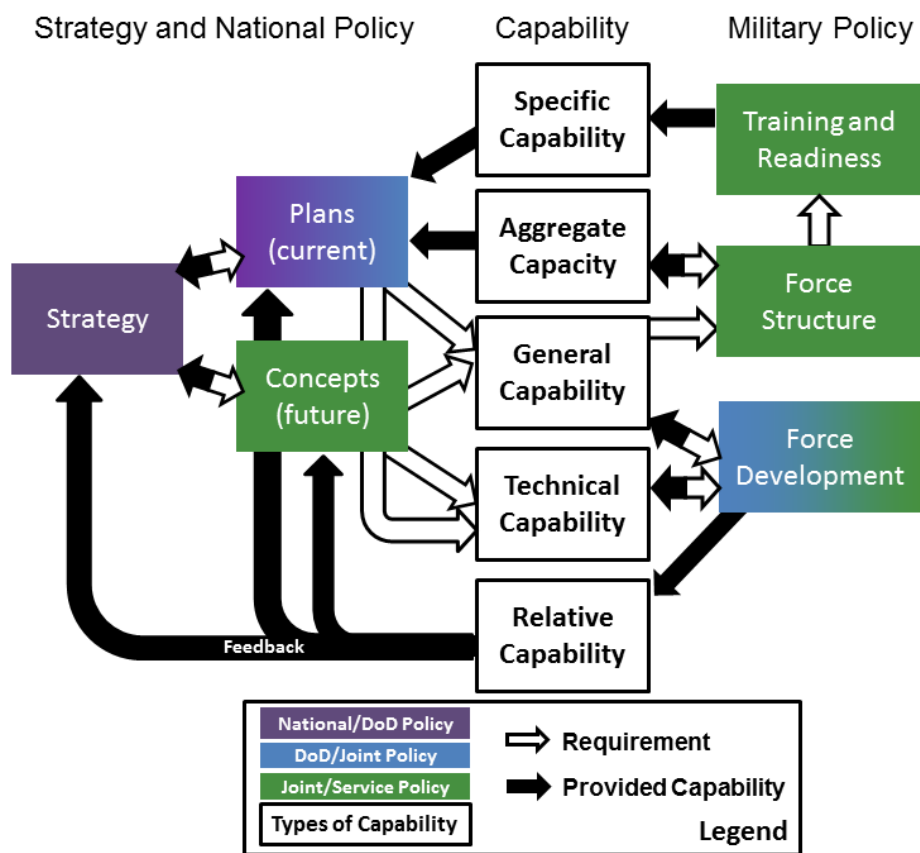 Strategy and National Policy
Capability
Military Policy
Specific
Capability
Training and
Readiness
Plans
(current)
Aggregate
Capacity
Strategy
Force
Structure
Concepts
(future)
General
Capability
Force
Development
Technical
Capability
Relative
Capability
Feedback
National/DoD Policy
DoD/Joint Policy
Joint/Service Policy
Types of Capability
Requirement
Provided Capability
Legend